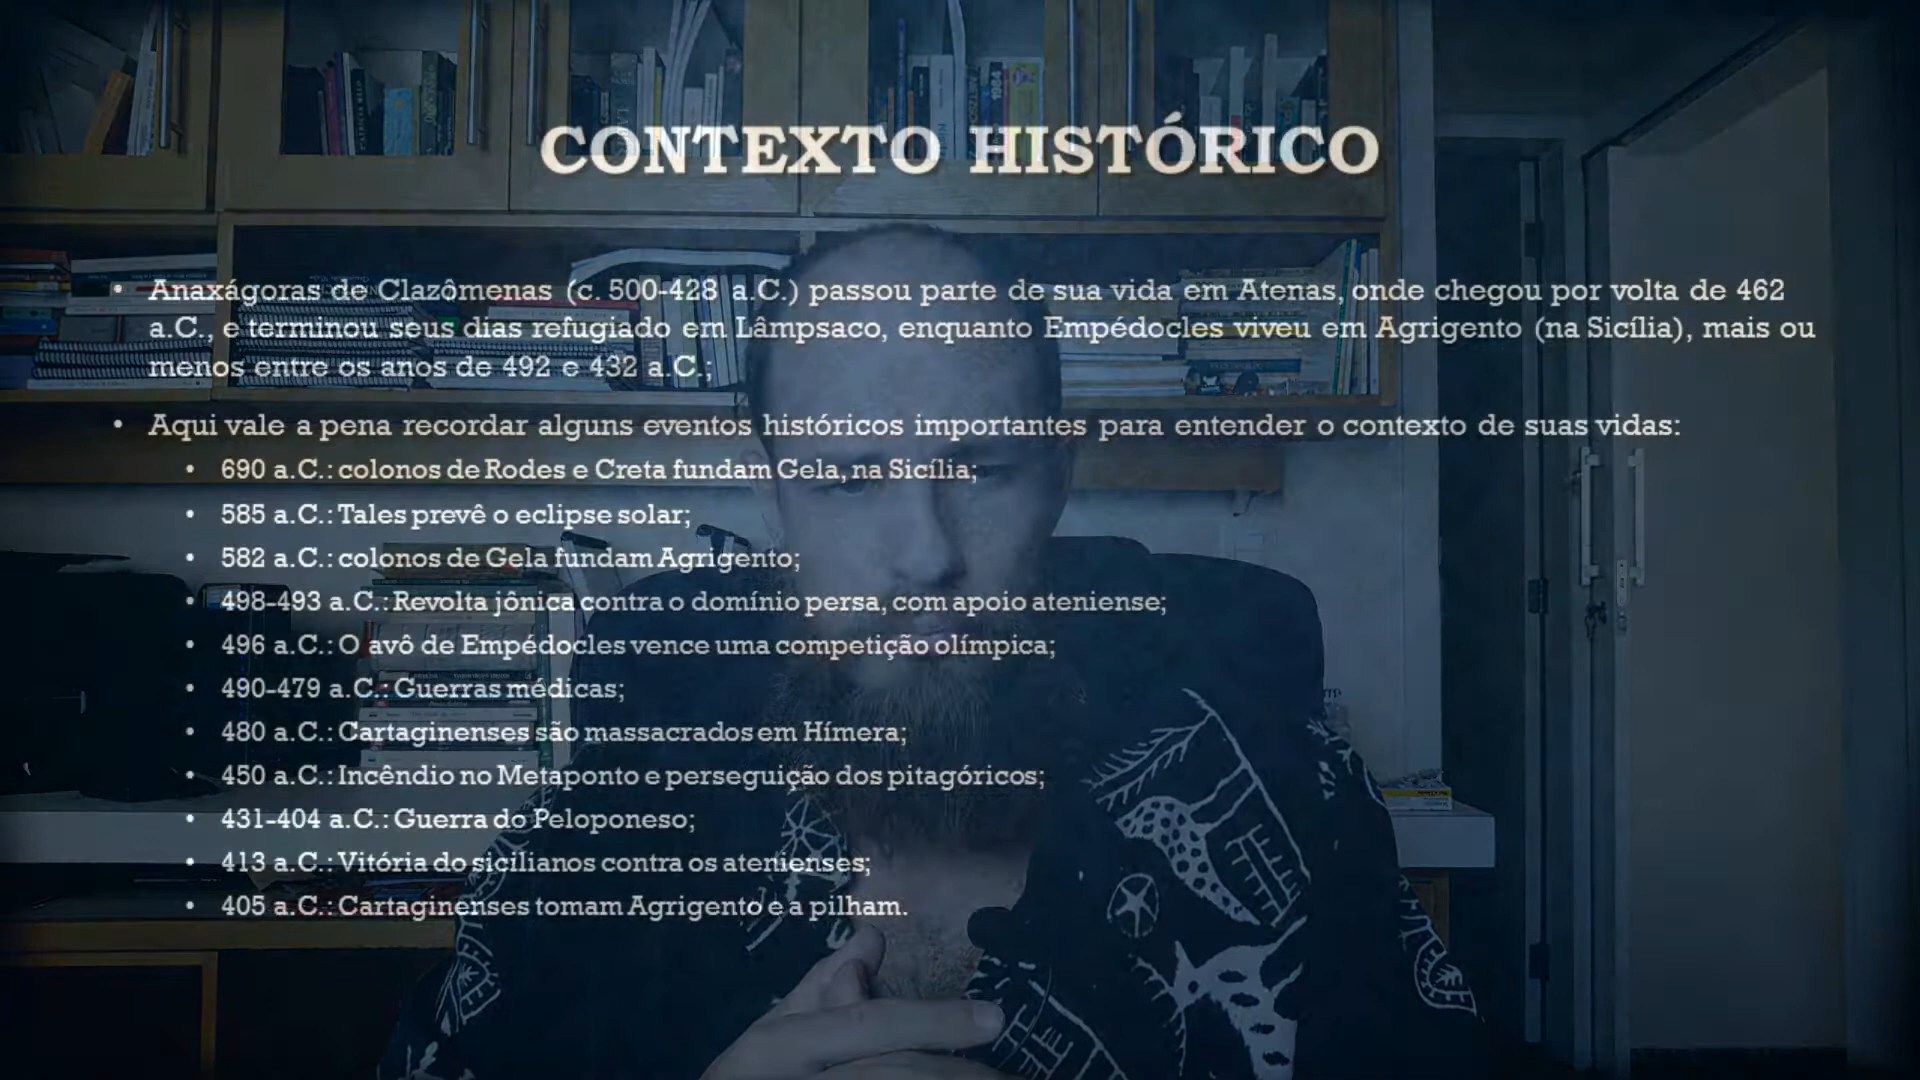 CONTEXTO HISTÓRICO
• Anaxágoras de Clazômenas (c. 500-428 a.C.) passou parte de sua vida em Atenas, onde chegou por volta de 462
a.C., e terminou seus dias refugiado em Lâmpsaco, enquanto Empédocles viveu em Agrigento (na Sicília), mais ou
menos entre os anos de 492 e 432 a.C.;
• Aqui vale a pena recordar alguns eventos históricos importantes para entender o contexto de suas vidas:
• 690 a.C.: colonos de Rodes e Creta fundam Gela, na Sicília;
• 585 a.C.: Tales prevê o eclipse solar;
• 582 a.C.: colonos de Gela fundam Agrigento;
• 498-493 a.C.: Revolta jônica contra o domínio persa, com apoio ateniense;
• 496 a.C.: O avô de Empédocles vence uma competição olímpica;
• 490-479 a.C.: Guerras médicas;
• 480 a.C.: Cartaginenses são massacrados em Hímera;
• 450 a.C.: Incêndio no Metaponto e perseguição dos pitagóricos;
• 431-404 a.C.: Guerra do Peloponeso;
• 413 a.C.: Vitória do sicilianos contra os atenienses;
• 405 a.C.: Cartaginenses tomam Agrigento e a pilham.
1984